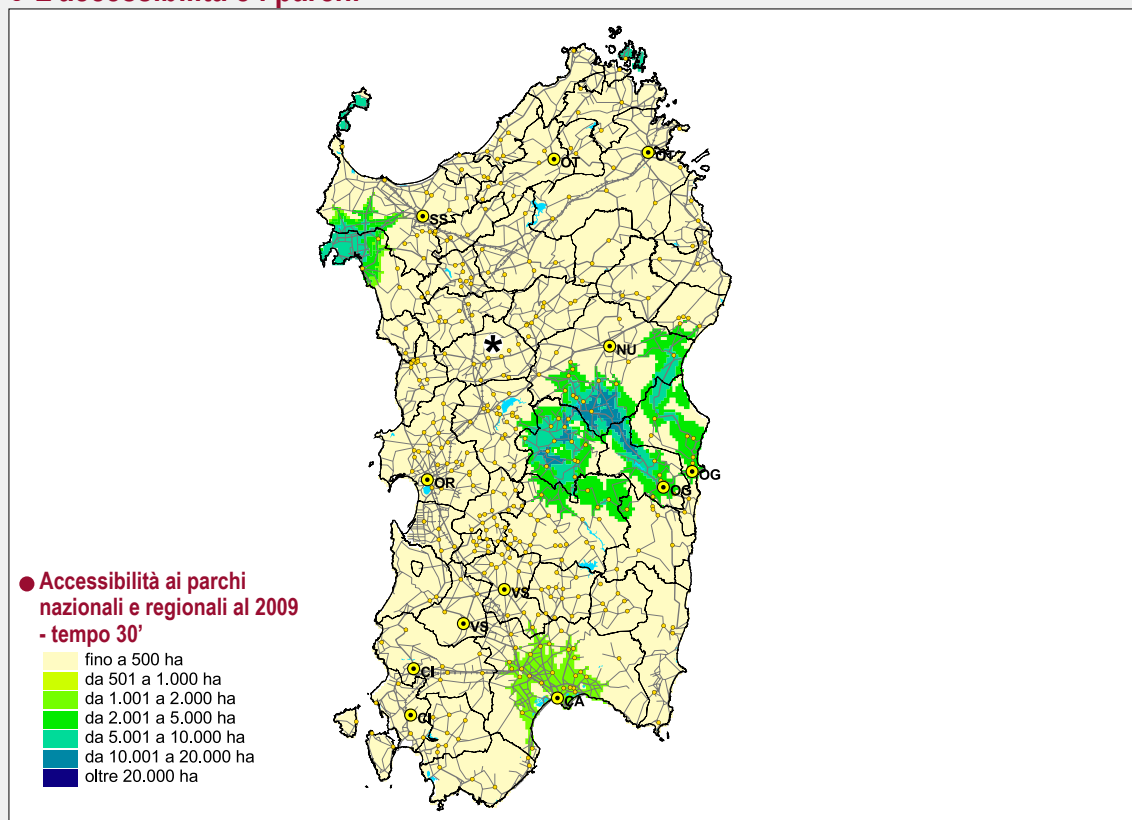 OT
OT
SS
*
NU
OR
OG
OG
VS
VS
CI
CI
CA
Accessibilità ai parchi
nazionali e regionali al 2009
- tempo 30’
fino a 500 ha
da 501 a 1.000 ha
da 1.001 a 2.000 ha
da 2.001 a 5.000 ha
da 5.001 a 10.000 ha
da 10.001 a 20.000 ha
oltre 20.000 ha